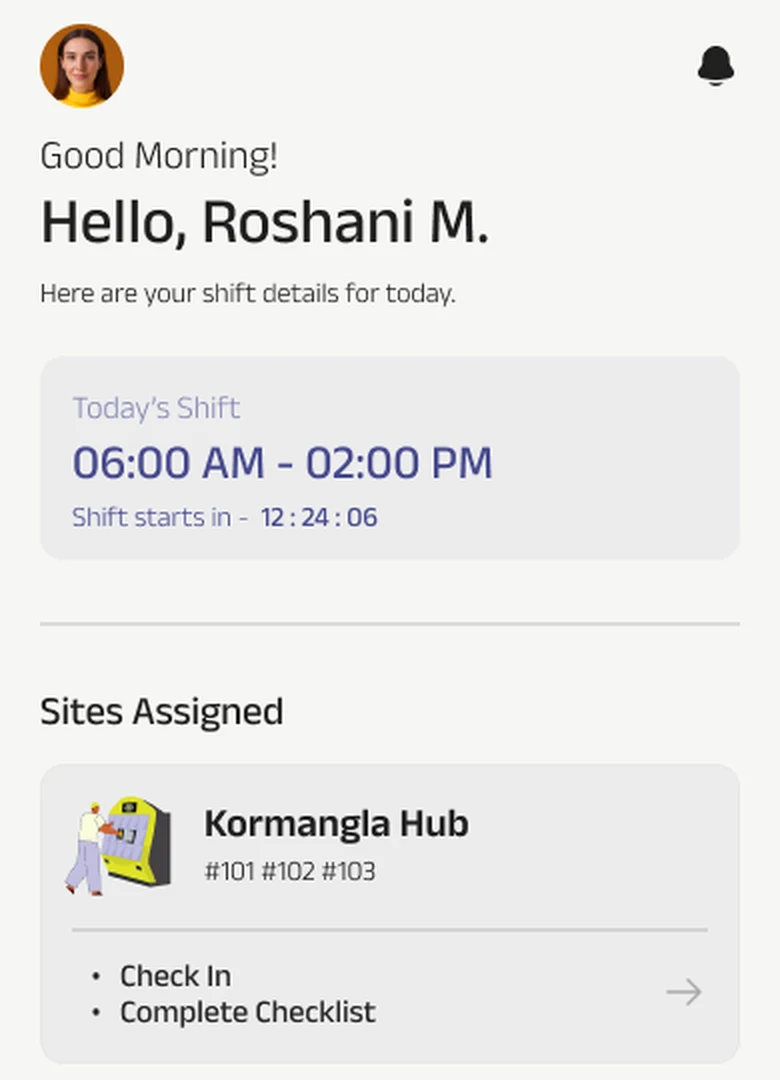 Good Morning!
Hello, Roshani M.
Here are your shift details for today.
Today's Shift
06:00 AM - 02:00 PM
Shift starts in - 12 : 24 : 06
Sites Assigned
Kormangla Hub
#101 #102 #103
• Check In
• Complete Checklist